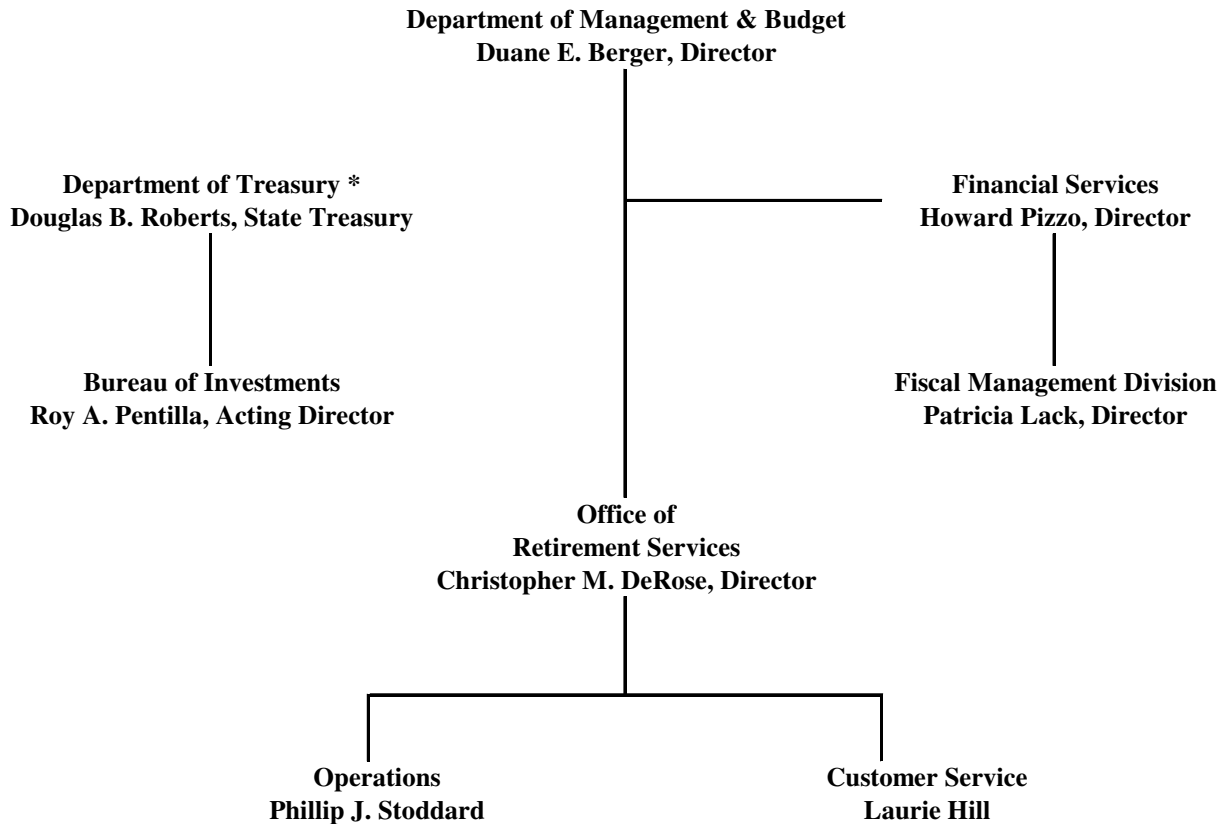 Department of Management & Budget
Duane E. Berger, Director
Department of Treasury *
Douglas B. Roberts, State Treasury
Financial Services
Howard Pizzo, Director
Bureau of Investments
Roy A. Pentilla, Acting Director
Fiscal Management Division
Patricia Lack, Director
Office of
Retirement Services
Christopher M. DeRose, Director
Operations
Phillip J. Stoddard
Customer Service
Laurie Hill